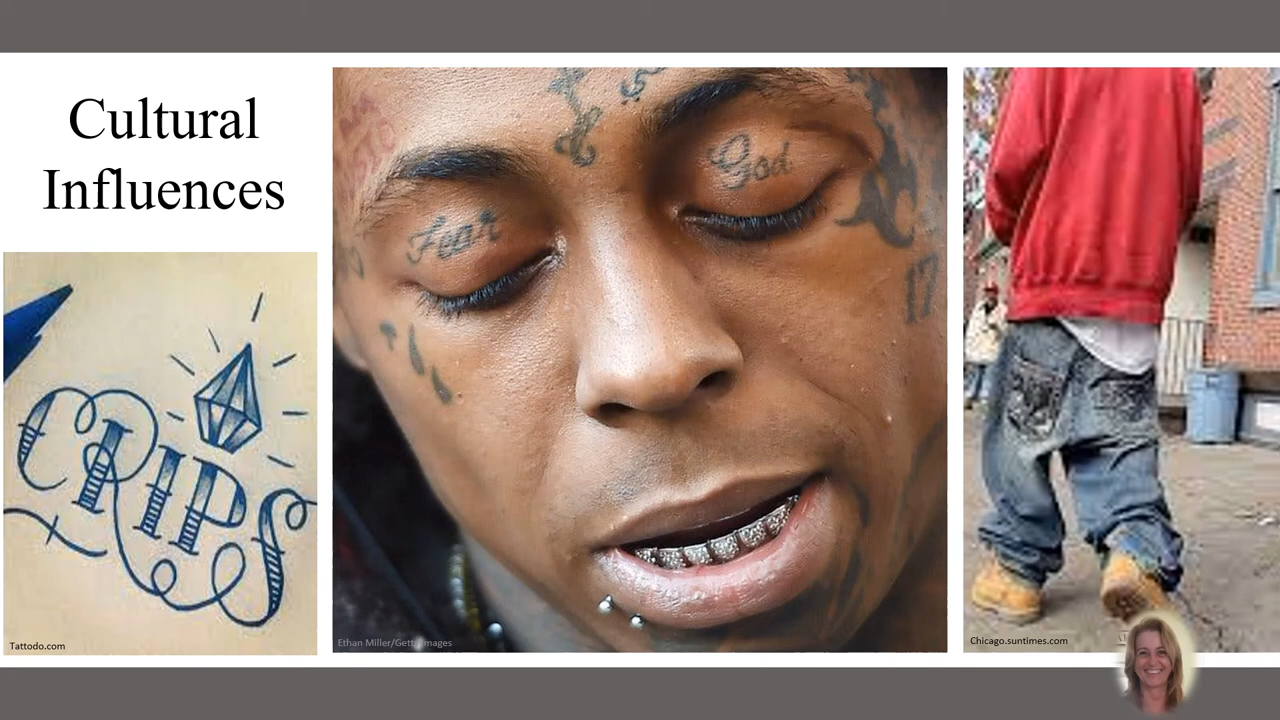 Cultural
Influences
CRIPS
Tattodo.com
Fear
God
17
Ethan Miller/Getty Images
Chicago.suntimes.com